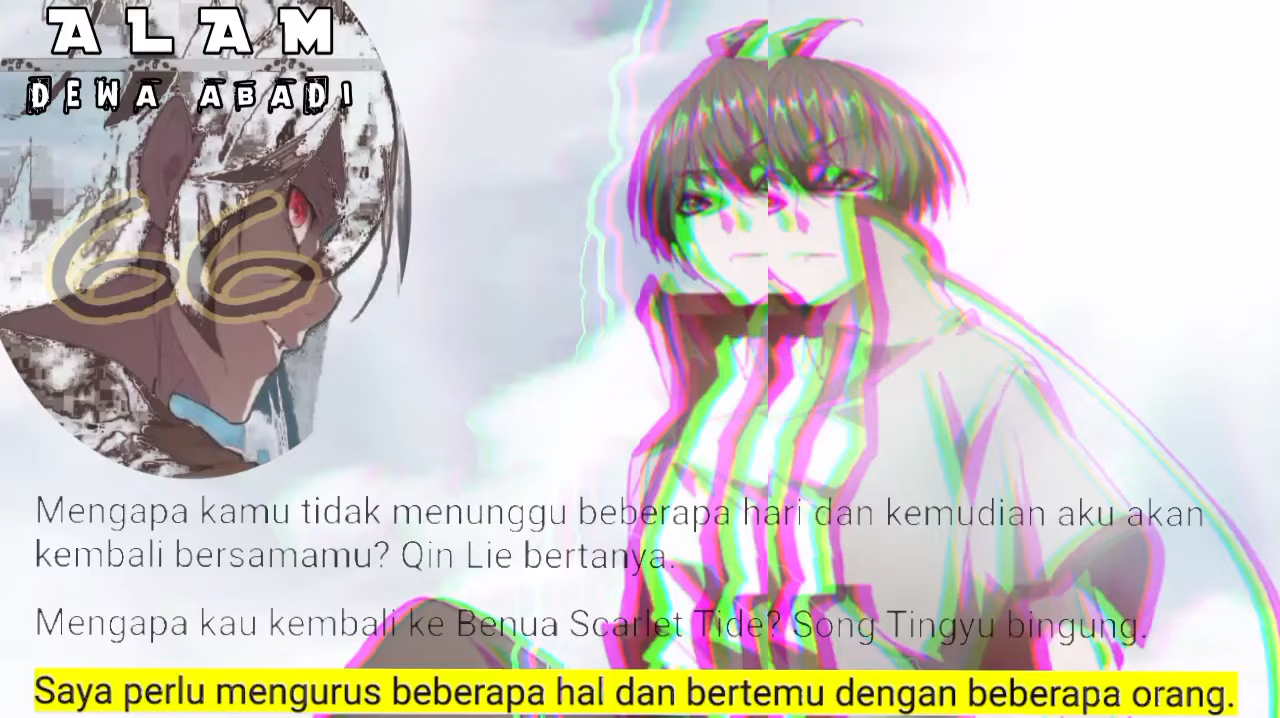 ALAM
DEWA ABADI
66
Mengapa kamu tidak menunggu beberapa hari dan kemudian aku akan
kembali bersamamu? Qin Lie bertanya.
Mengapa kau kembali ke Benua Scarlet Tide? Song Tingyu bingung.
Saya perlu mengurus beberapa hal dan bertemu dengan beberapa orang.